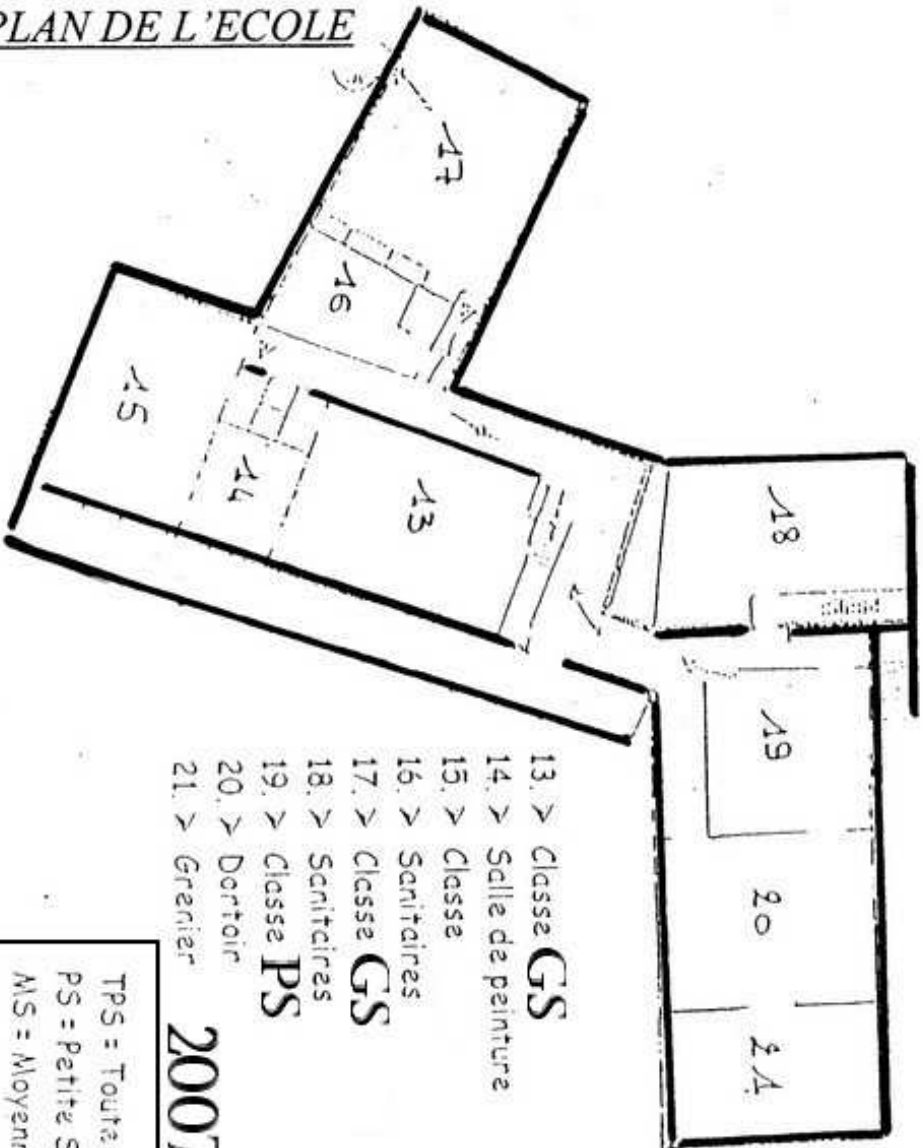 PLAN DE L'ECOLE
17
16
15
14
13
18
19
20
21
13. > Classe GS
14. > Salle de peinture
15. > Classe
16. > Sanitaires
17. > Classe GS
18. > Sanitaires
19. > Classe PS
20. > Dortoir
21. > Grenier
2007
TPS = Toute
PS = Petite S
MS = Moyenn